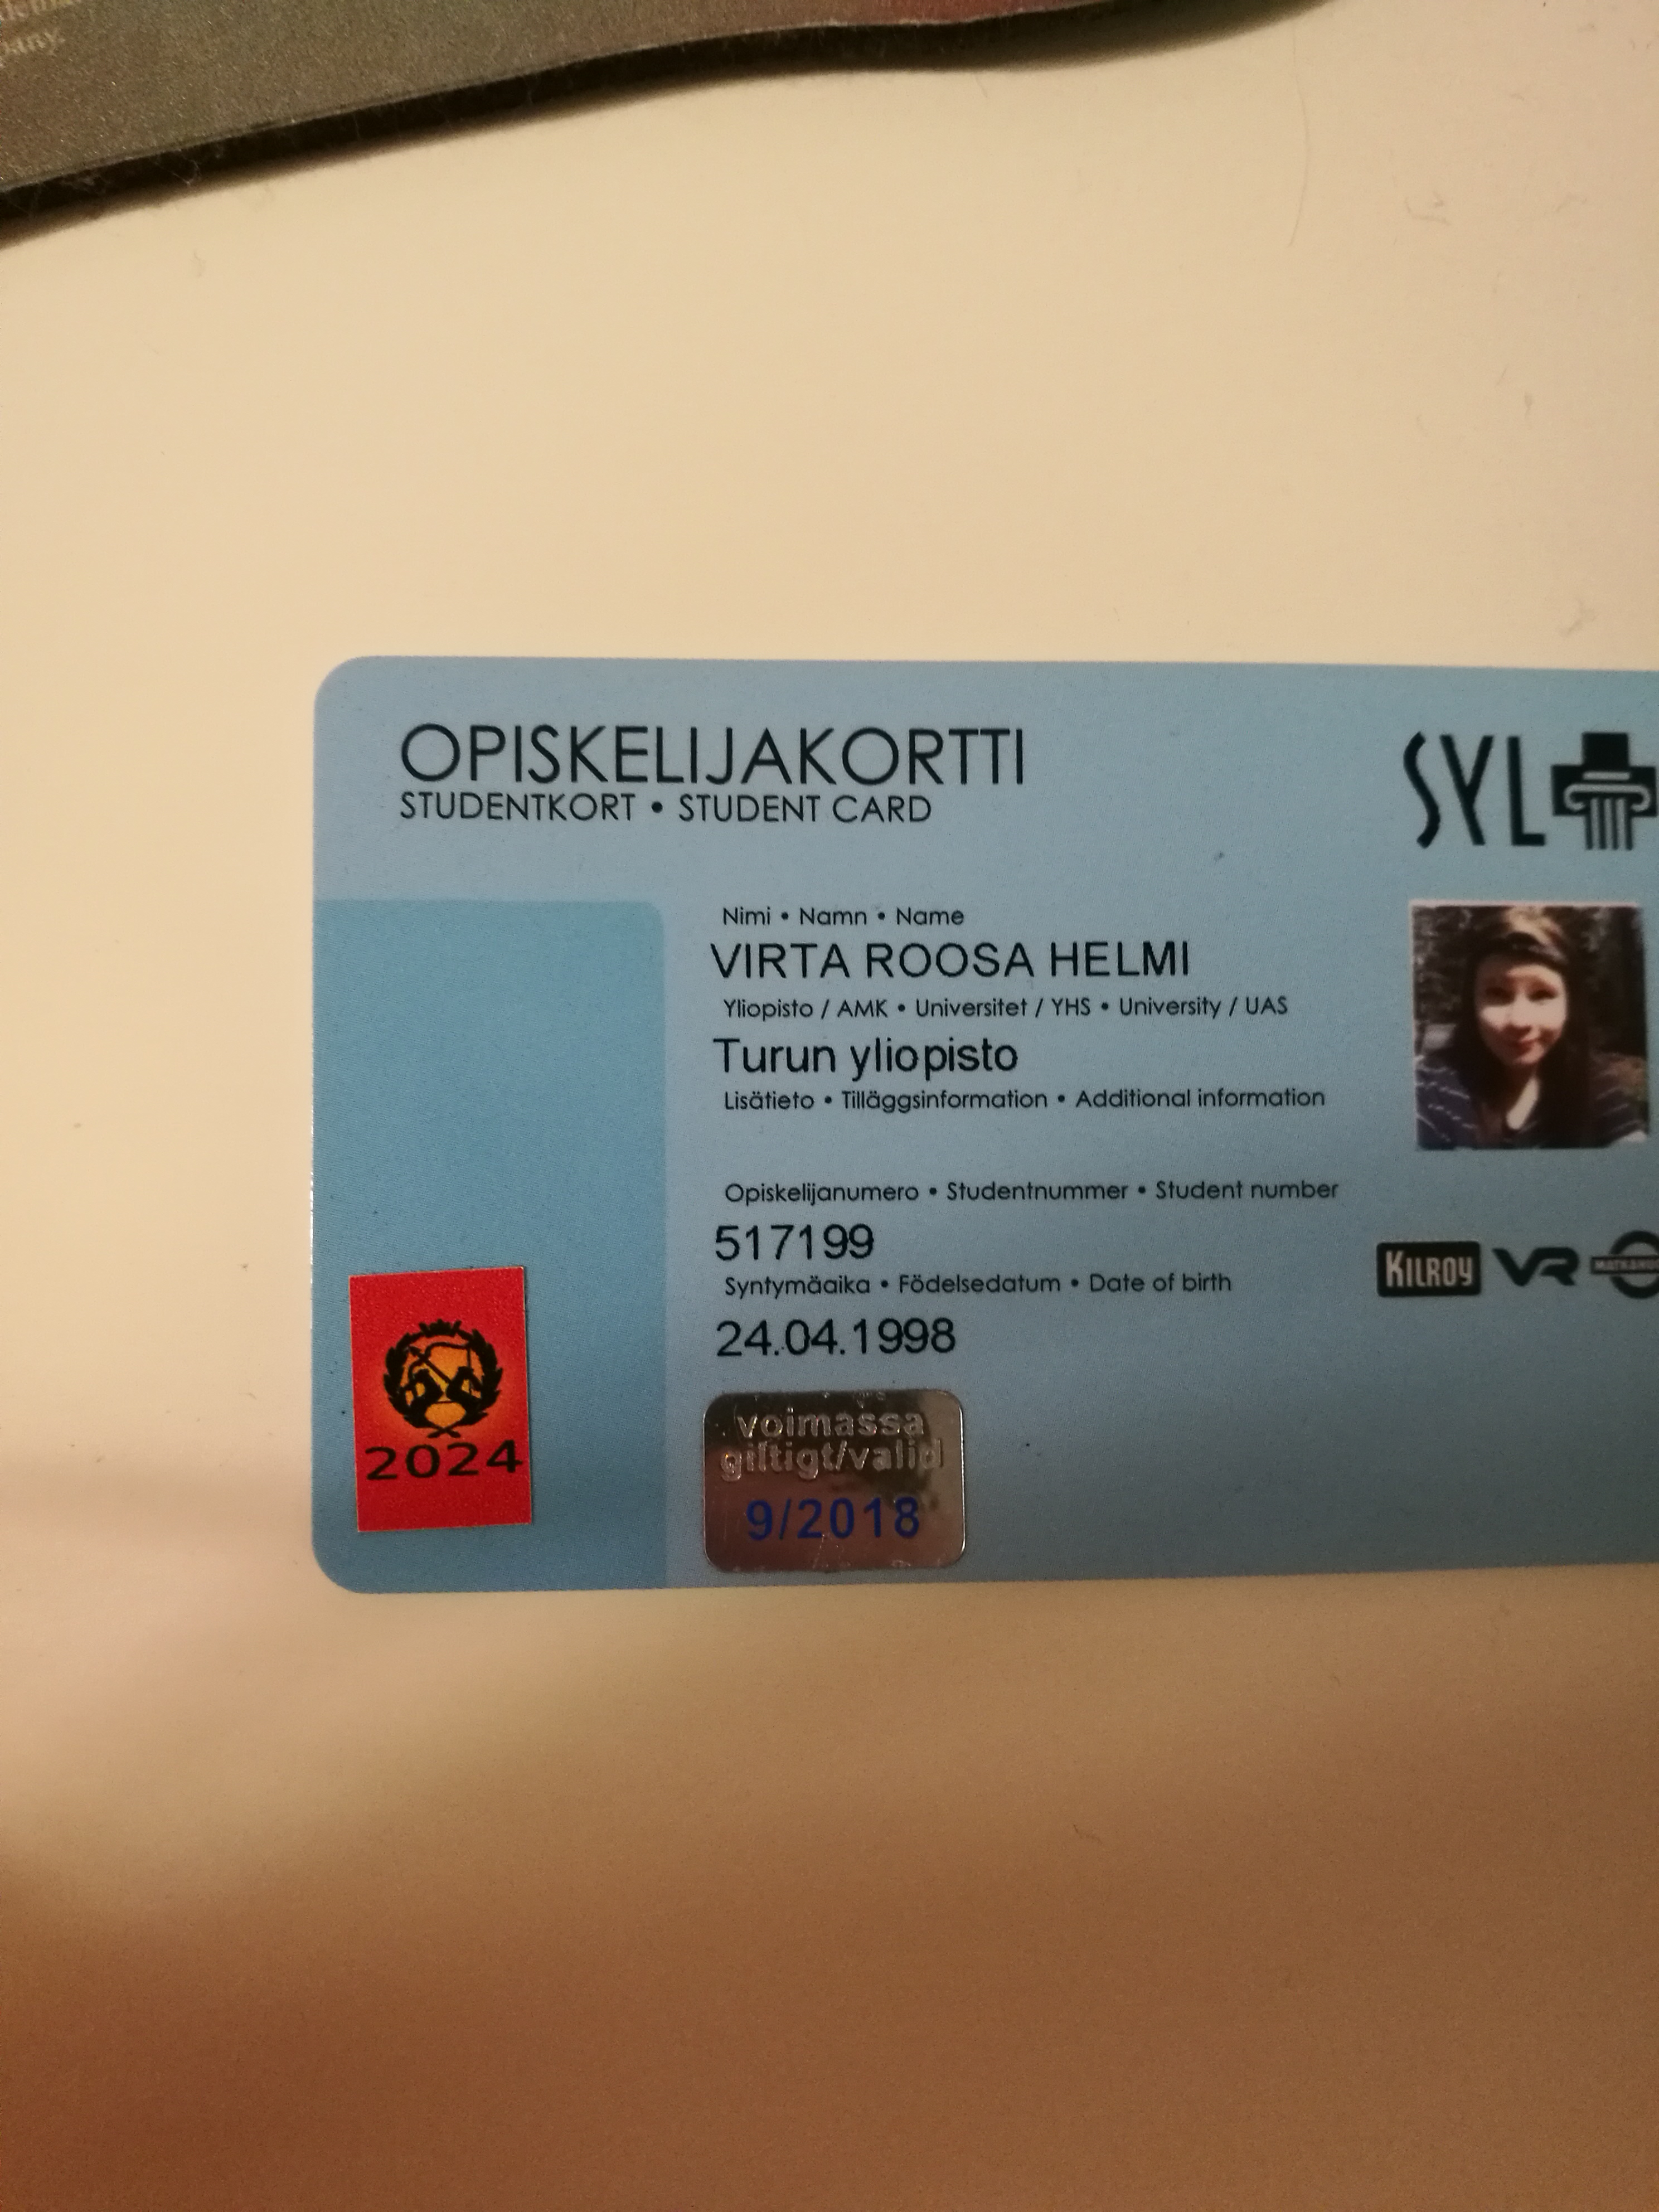 pany.
OPISKELIJAKORTTI
STUDENTKORT • STUDENT CARD
SYL
Nimi • Namn • Name
VIRTA ROOSA HELMI
Yliopisto / AMK • Universitet / YHS • University / UAS
Turun yliopisto
Lisätieto • Tilläggsinformation • Additional information
Opiskelijanumero • Studentnummer • Student number
517199
KILROY VR
Syntymäaika • Födelsedatum • Date of birth
24.04.1998
2024
voimassa
giltigt/valid
9/2018